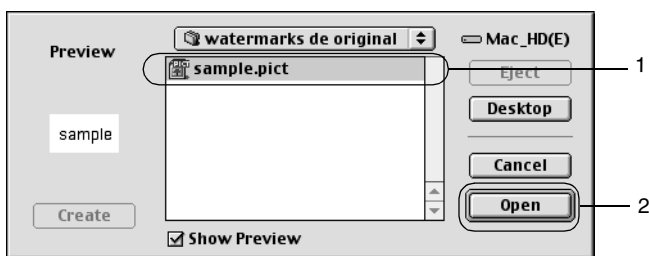 Preview
watermarks de original
Mac_HD(E)
sample.pict
1
Eject
Desktop
sample
Cancel
Create
Open
2
Show Preview